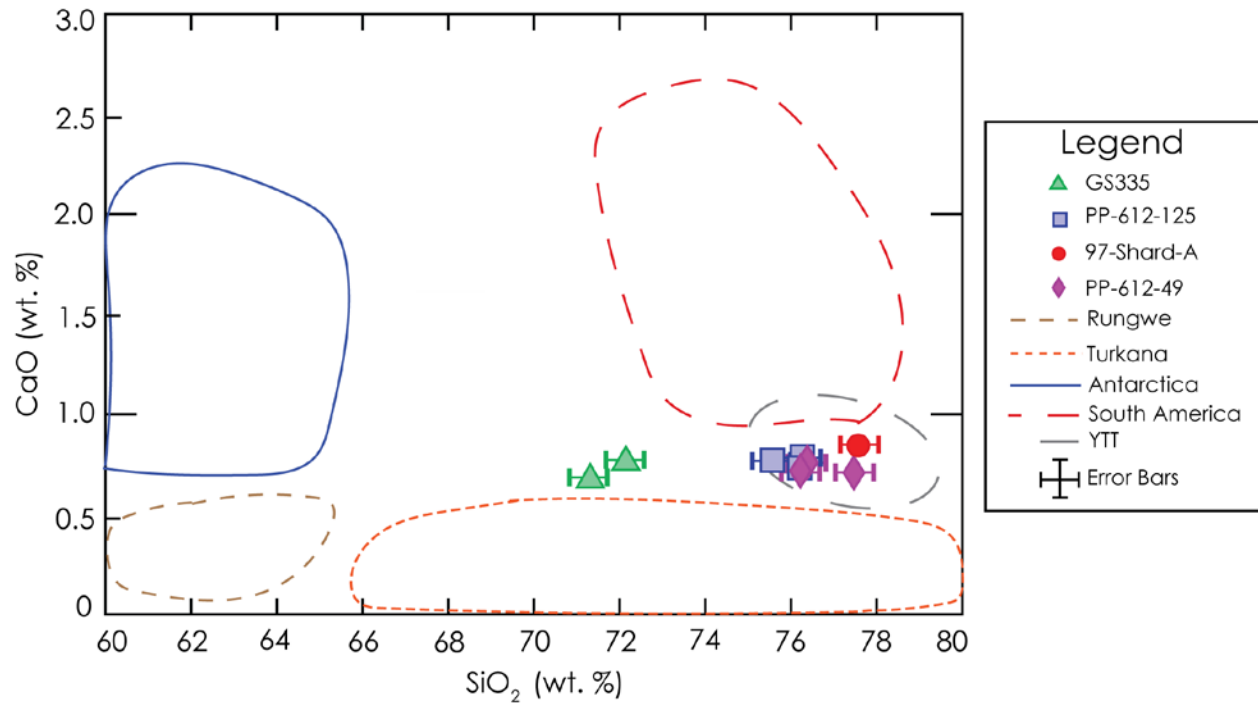 3.0
2.5
2.0
1.5
1.0
0.5
0
CaO (wt. %)
60 62 64 66 68 70 72 74 76 78 80
SiO₂ (wt. %)
Legend
GS335
PP-612-125
97-Shard-A
PP-612-49
Rungwe
Turkana
Antarctica
South America
YTT
Error Bars